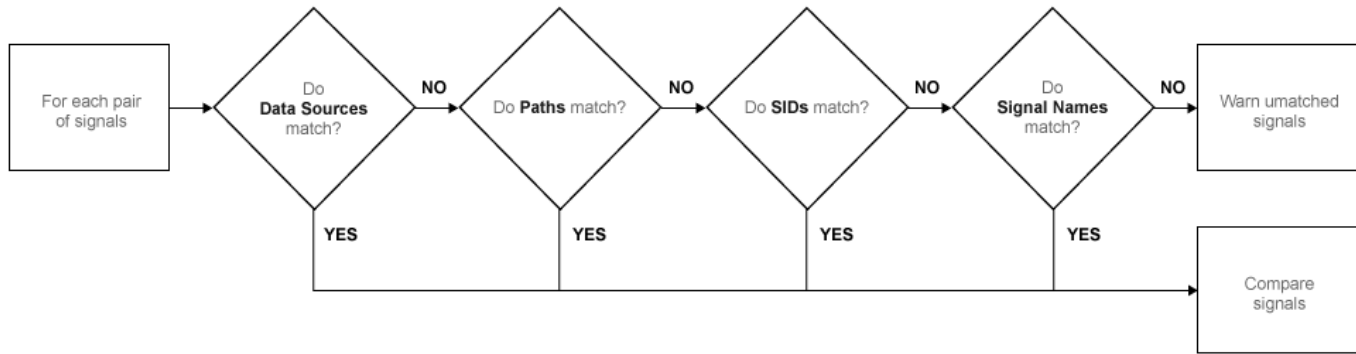 For each pair
of signals
Do
Data Sources
match?
NO
Do Paths match?
NO
Do SIDs match?
NO
Do
Signal Names
match?
NO
Warn umatched
signals
YES
YES
YES
YES
Compare
signals